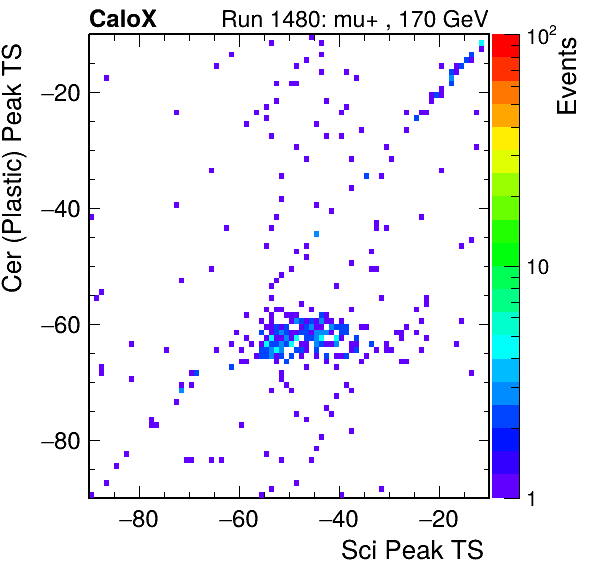 CaloX Run 1480: mu+ , 170 GeV
Cer (Plastic) Peak TS
−20
−40
−60
−80
−80 −60 −40 −20
Sci Peak TS
10²
10
1
Events